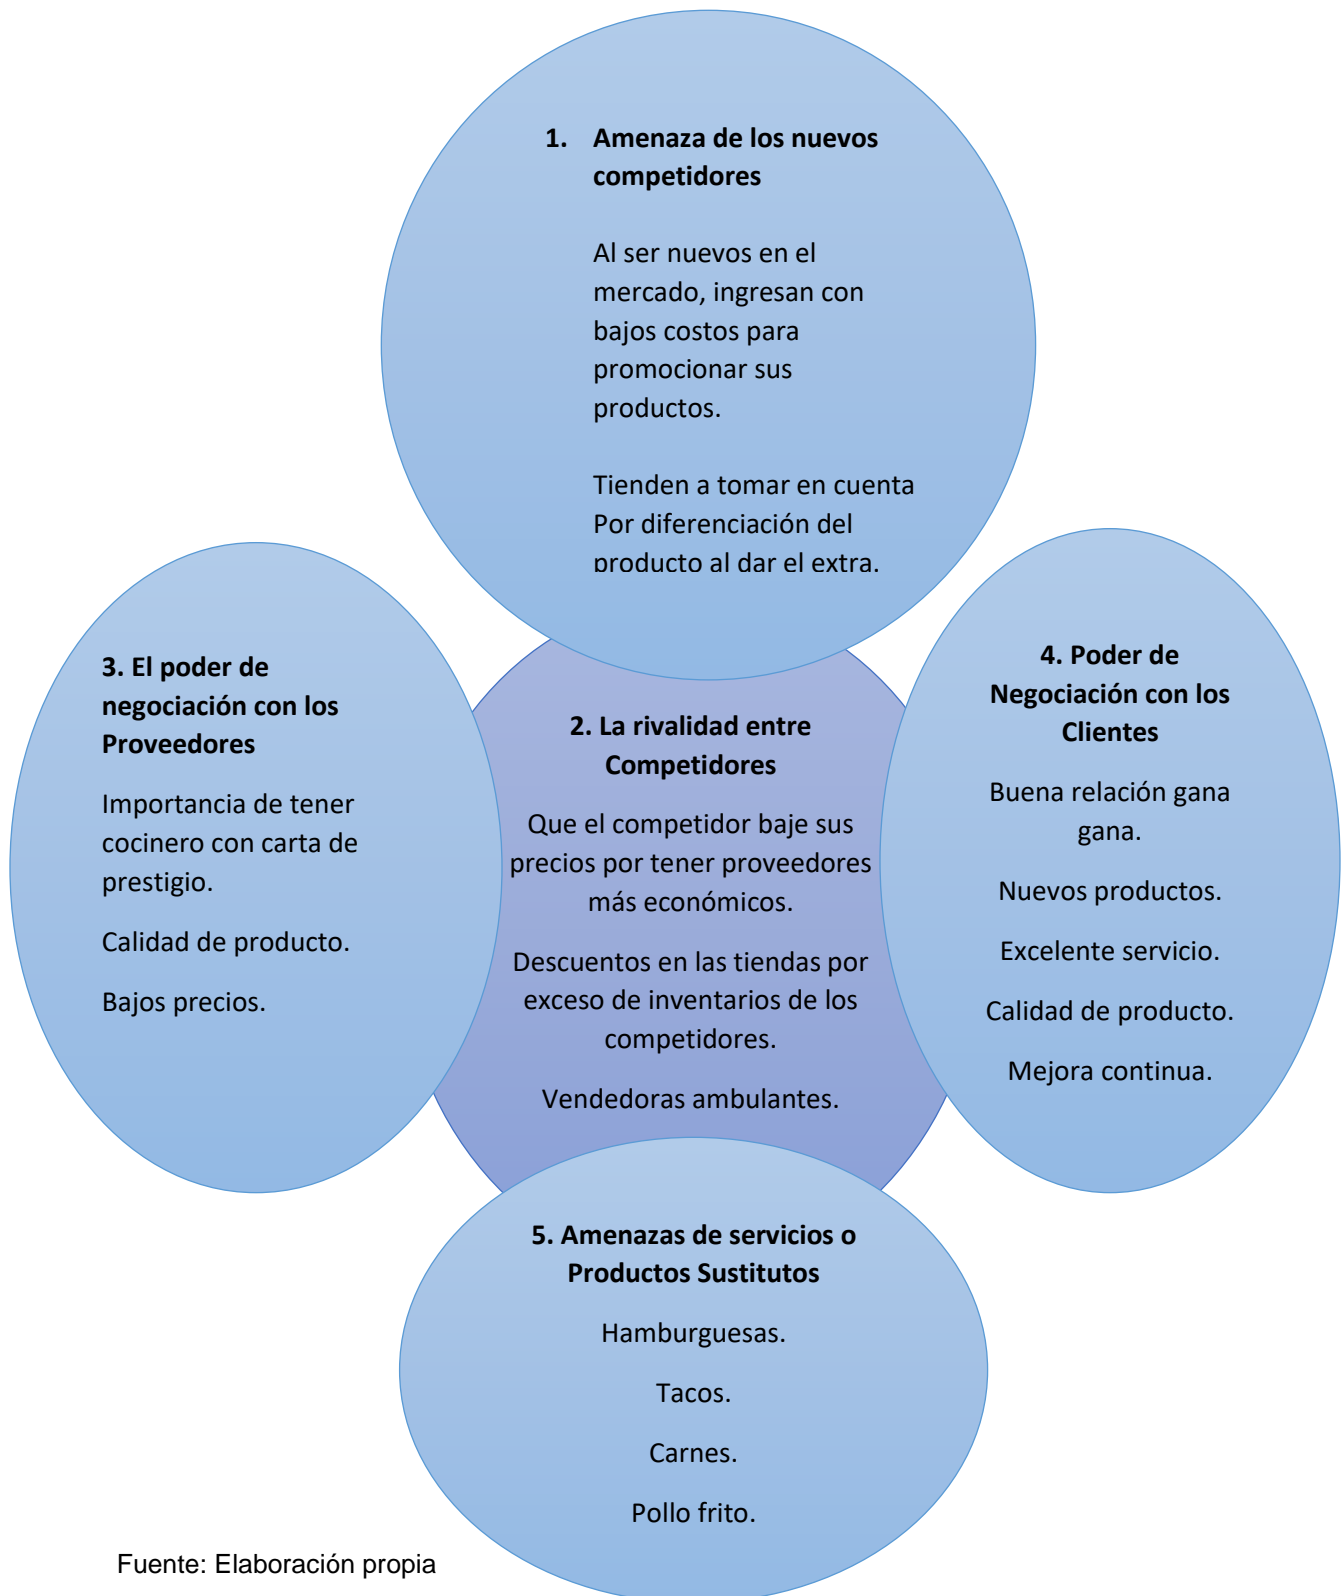 1. Amenaza de los nuevos
competidores
Al ser nuevos en el
mercado, ingresan con
bajos costos para
promocionar sus
productos.
Tienden a tomar en cuenta
Por diferenciación del
producto al dar el extra.
3. El poder de
negociación con los
Proveedores
Importancia de tener
cocinero con carta de
prestigio.
Calidad de producto.
Bajos precios.
2. La rivalidad entre
Competidores
Que el competidor baje sus
precios por tener proveedores
más económicos.
Descuentos en las tiendas por
exceso de inventarios de los
competidores.
Vendedoras ambulantes.
4. Poder de
Negociación con los
Clientes
Buena relación gana
gana.
Nuevos productos.
Excelente servicio.
Calidad de producto.
Mejora continua.
5. Amenazas de servicios o
Productos Sustitutos
Hamburguesas.
Tacos.
Carnes.
Pollo frito.
Fuente: Elaboración propia